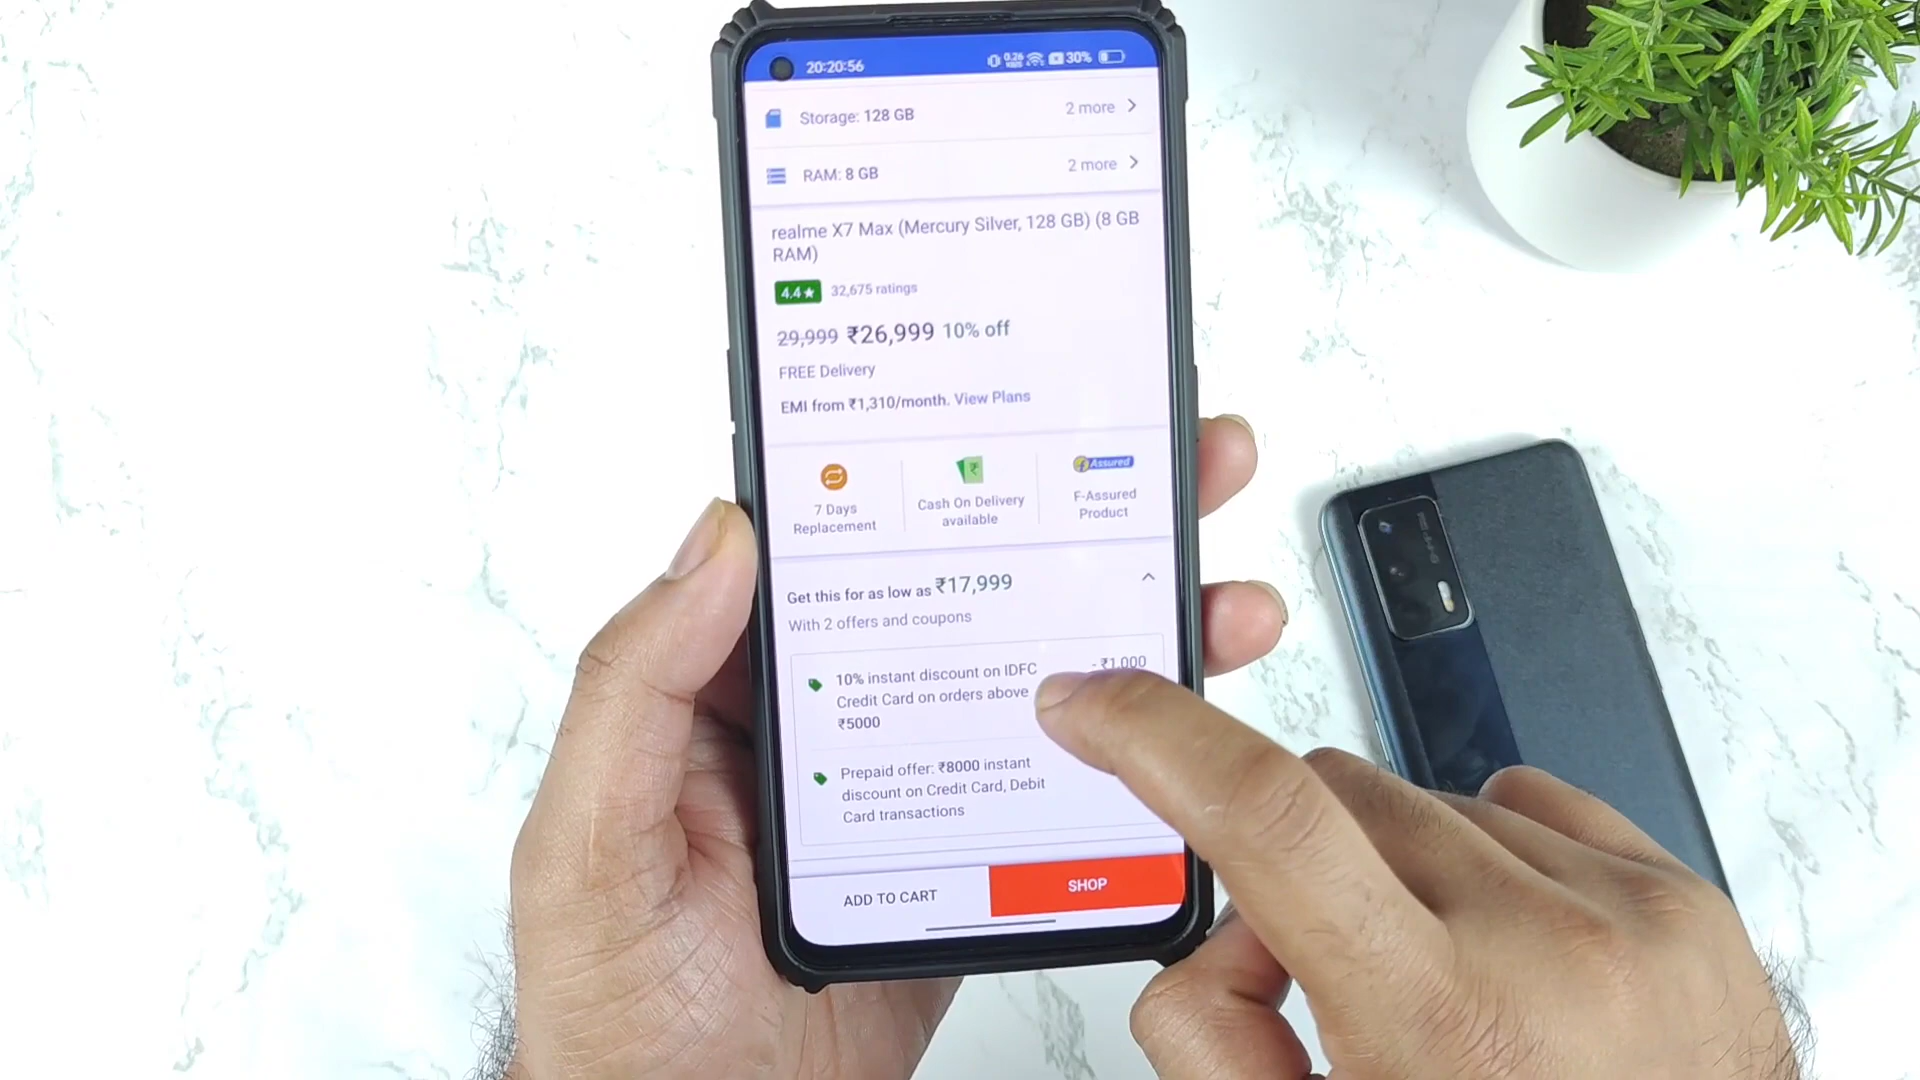 20:20:56 0.26 30%
Storage: 128 GB 2 more
RAM: 8 GB 2 more
realme X7 Max (Mercury Silver, 128 GB) (8 GB
RAM)
4.4★ 32,675 ratings
29,999 ₹26,999 10% off
FREE Delivery
EMI from ₹1,310/month. View Plans
7 Days
Replacement
₹
Cash On Delivery
available
Assured
F-Assured
Product
Get this for as low as ₹17,999
With 2 offers and coupons
10% instant discount on IDFC - ₹1,000
Credit Card on orders above
₹5000
Prepaid offer: ₹8000 instant
discount on Credit Card, Debit
Card transactions
ADD TO CART SHOP